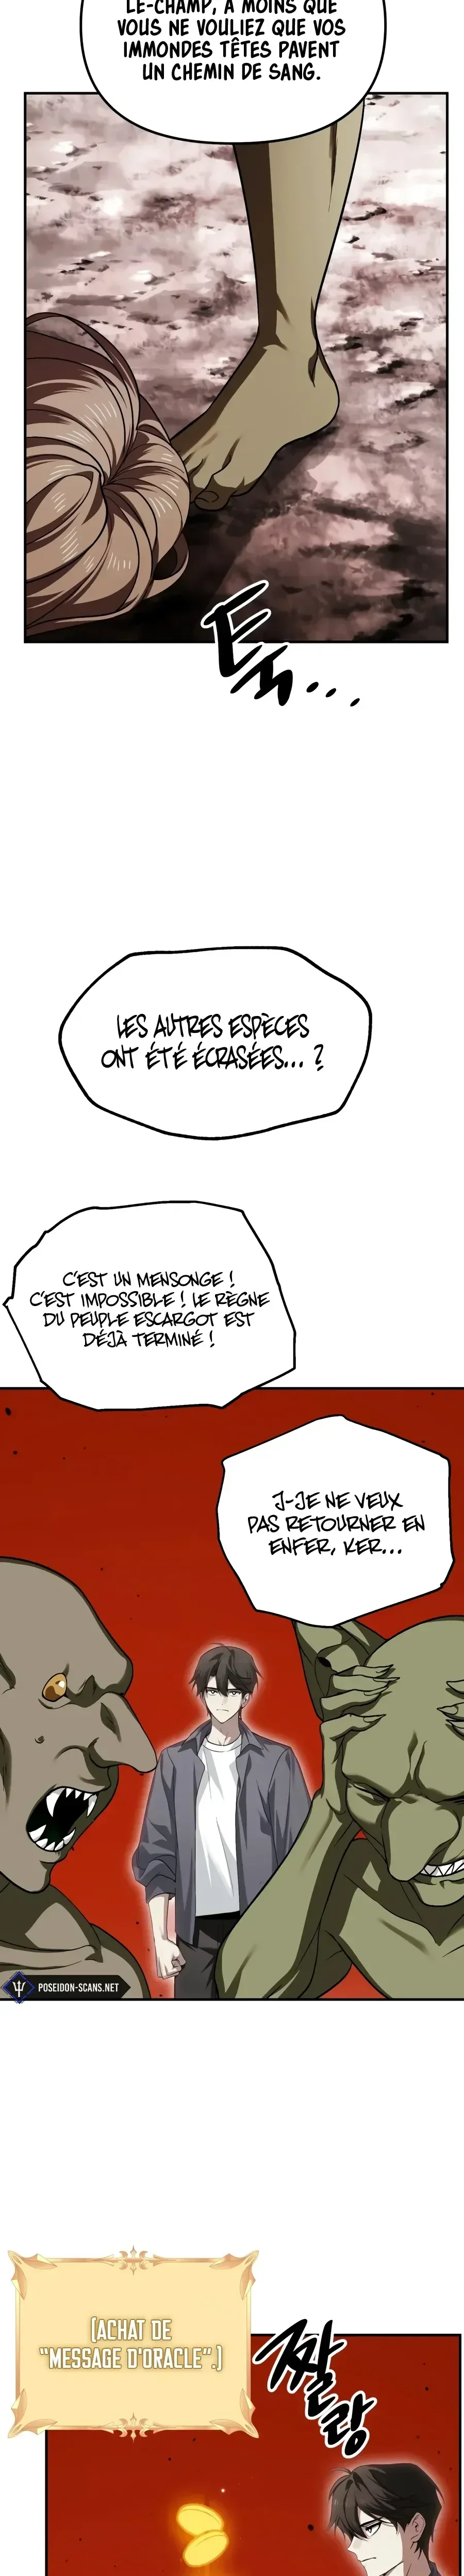 LE-CHAMP, À MOINS QUE
VOUS NE VOULIEZ QUE VOS
IMMONDES TÊTES PAVENT
UN CHEMIN DE SANG.
툭...
LES AUTRES ESPÈCES
ONT ÉTÉ ÉCRASÉES... ?
C'EST UN MENSONGE !
C'EST IMPOSSIBLE ! LE RÈGNE
DU PEUPLE ESCARGOT EST
DÉJÀ TERMINÉ !
J-JE NE VEUX
PAS RETOURNER EN
ENFER, KER...
POSEIDON-SCANS.NET
[ACHAT DE
"MESSAGE D'ORACLE".]
짤랑